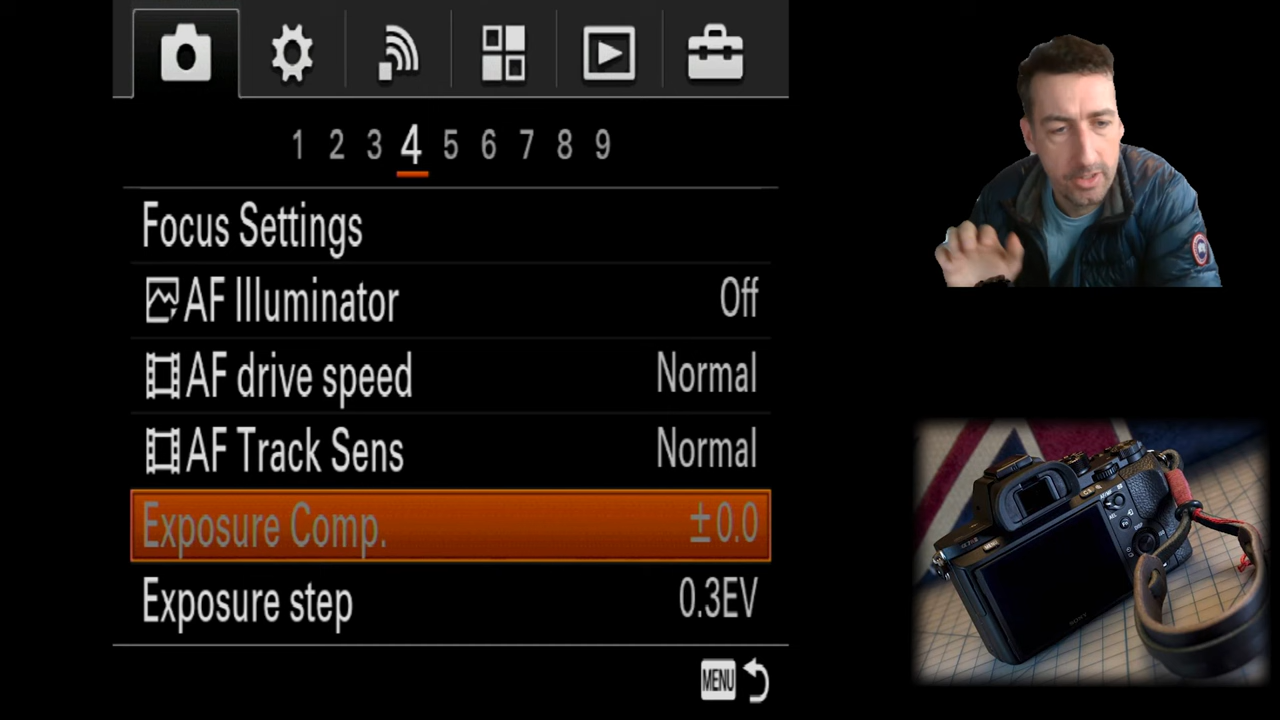 1 2 3 4 5 6 7 8 9
Focus Settings
AF Illuminator Off
AF drive speed Normal
AF Track Sens Normal
Exposure Comp. ±0.0
Exposure step 0.3EV
MENU
SONY